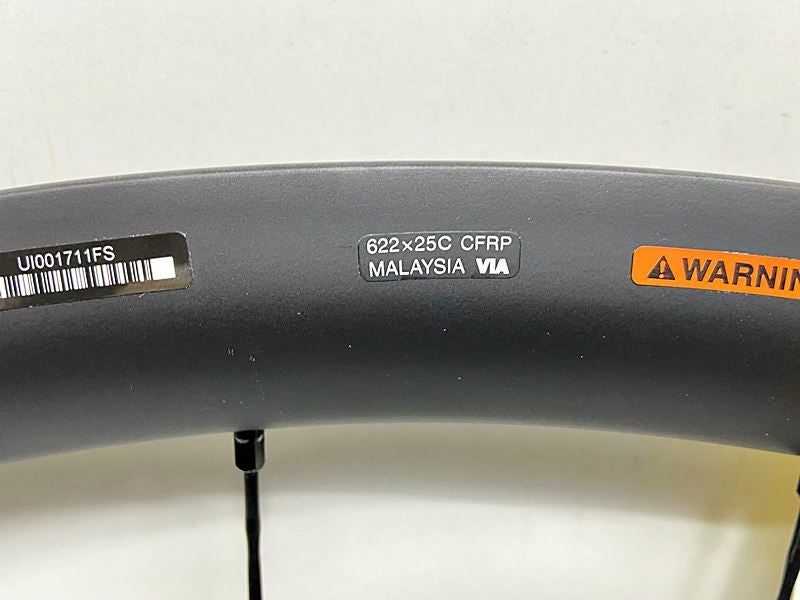 UI001711FS
622×25C CFRP
MALAYSIA VIA
WARNIN